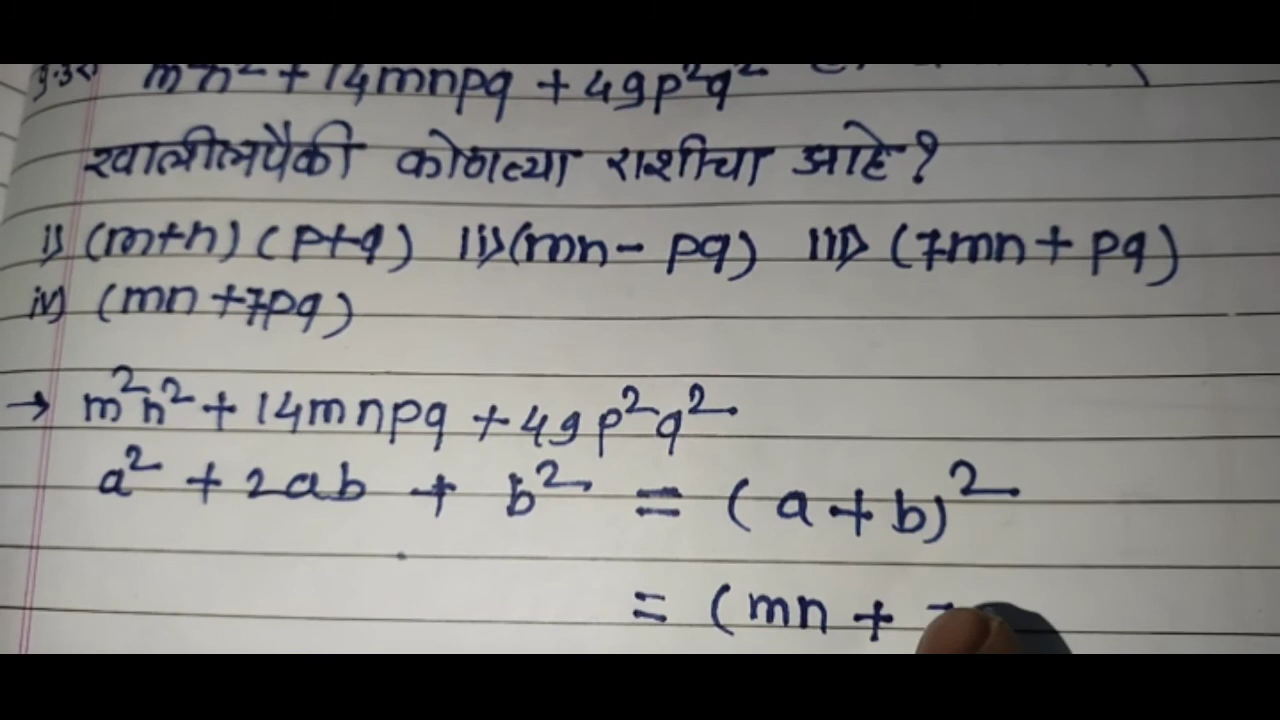 m²n² + 14mnpq + 49p²q²
खालीलपैकी कोणत्या राशीचा आहे?
i) (m+n) (p+q) ii) (mn - pq) iii) (7mn + pq)
iv) (mn +7pq)
→ m²n² + 14mnpq + 49p²q²
a² + 2ab + b² = (a+b)²
= (mn +